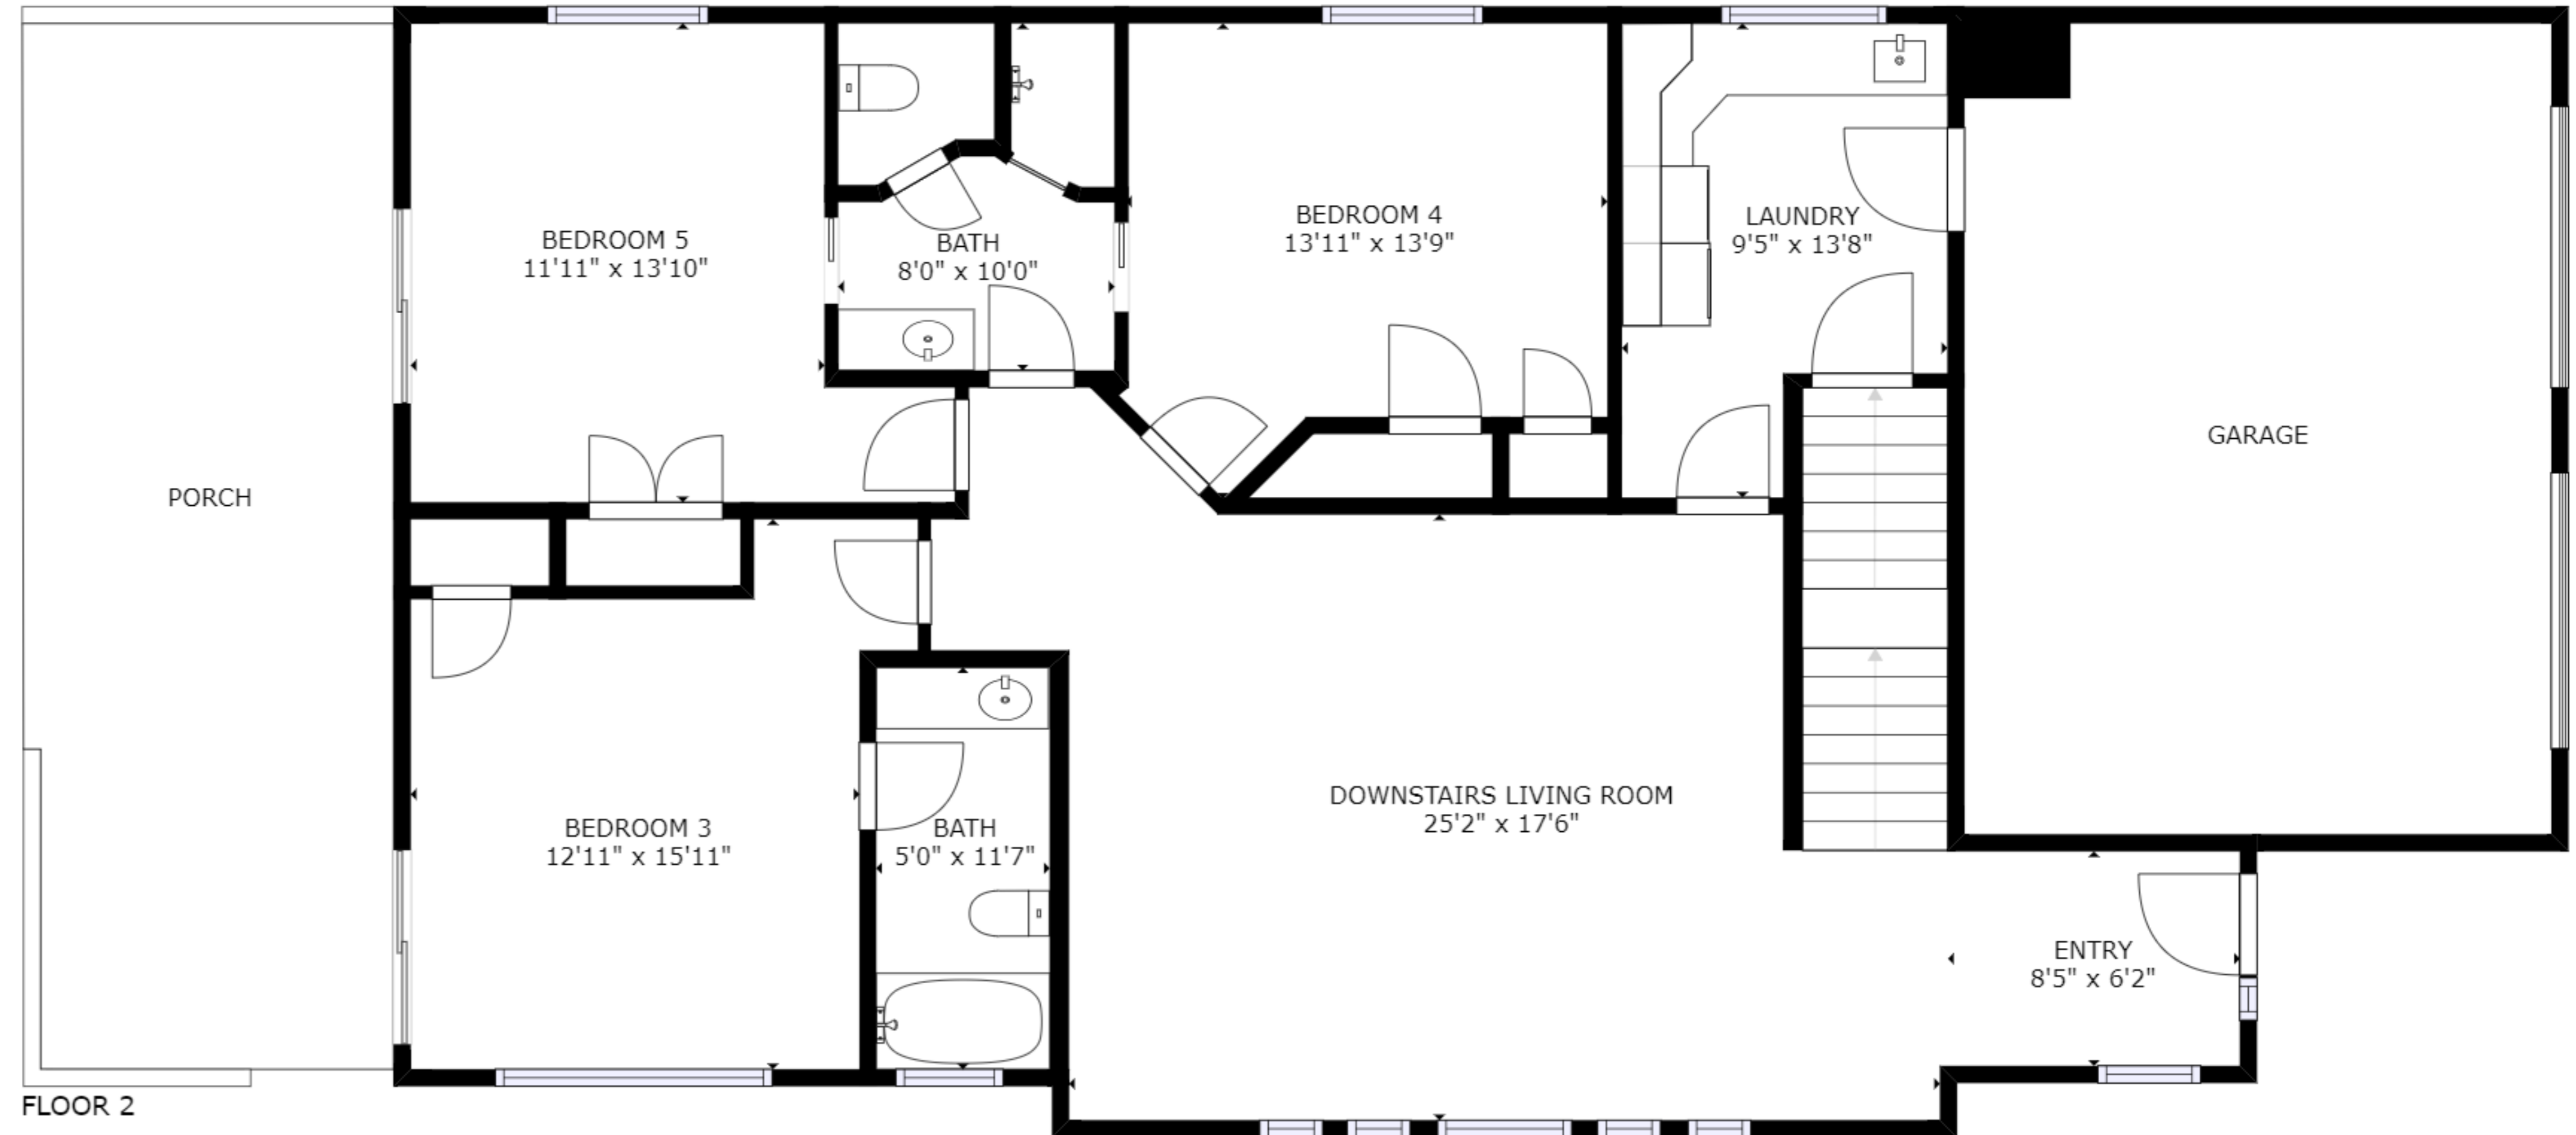 BEDROOM 5
11'11" x 13'10"
BATH
8'0" x 10'0"
BEDROOM 4
13'11" x 13'9"
LAUNDRY
9'5" x 13'8"
GARAGE
PORCH
BEDROOM 3
12'11" x 15'11"
BATH
5'0" x 11'7"
DOWNSTAIRS LIVING ROOM
25'2" x 17'6"
ENTRY
8'5" x 6'2"
FLOOR 2